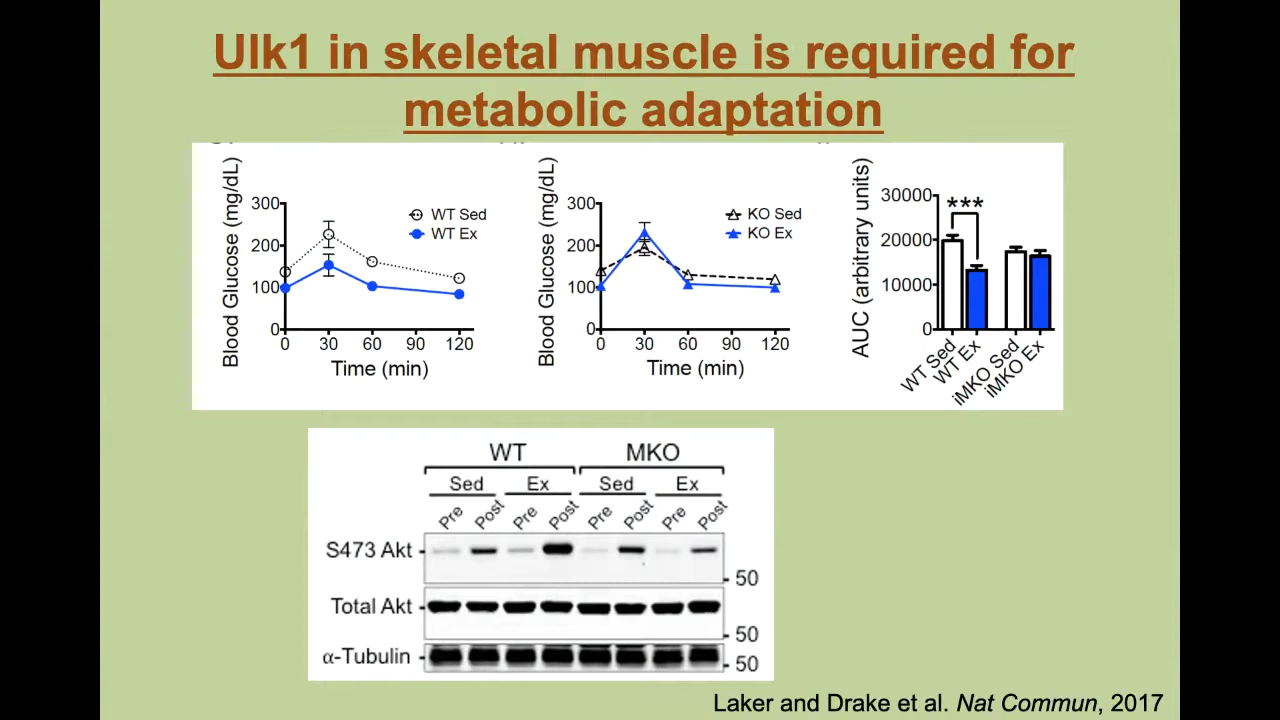 Ulk1 in skeletal muscle is required for
metabolic adaptation
Blood Glucose (mg/dL)
300
200
100
0
0 30 60 90 120
Time (min)
WT Sed
WT Ex
Blood Glucose (mg/dL)
300
200
100
0
0 30 60 90 120
Time (min)
KO Sed
KO Ex
AUC (arbitrary units)
30000
20000
10000
0
***
WT Sed
WT Ex
iMKO Sed
iMKO Ex
WT MKO
Sed Ex Sed Ex
Pre Post Pre Post Pre Post Pre Post
S473 Akt
50
Total Akt
50
α-Tubulin
50
Laker and Drake et al. Nat Commun, 2017